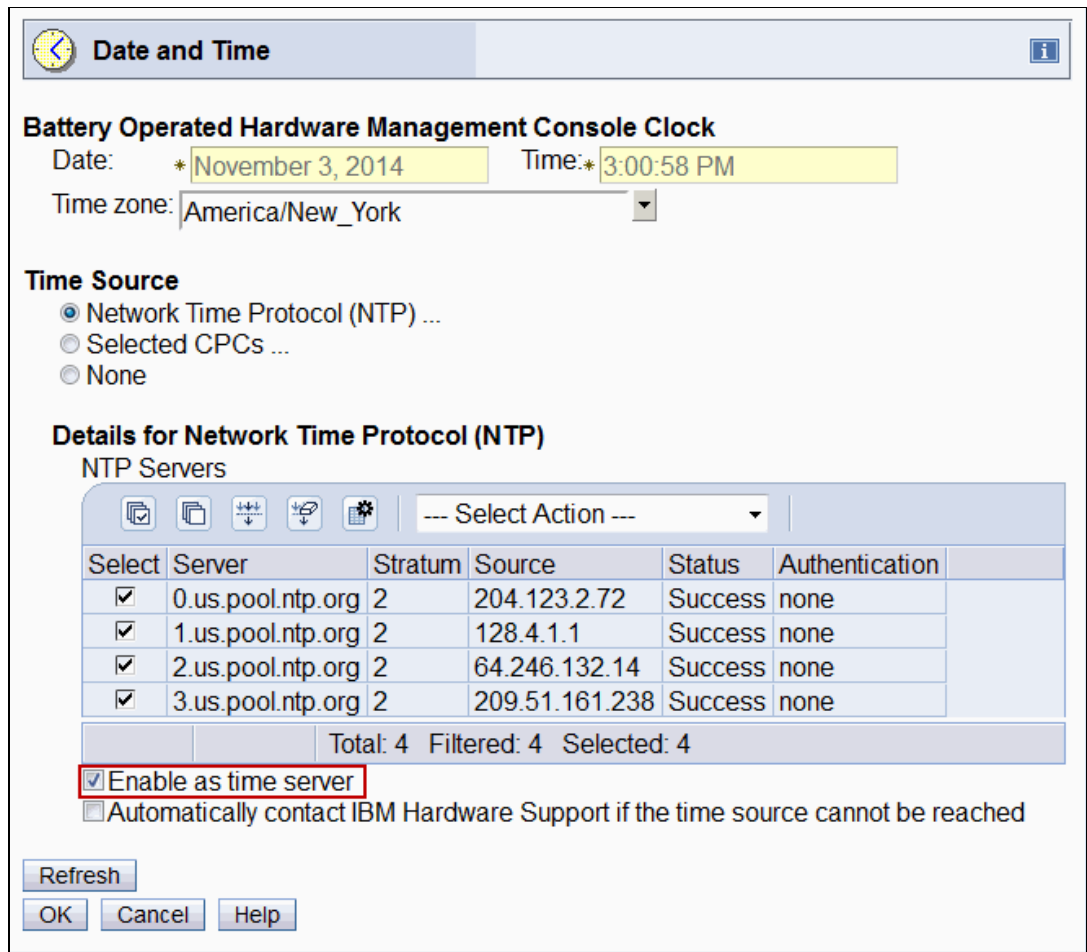 Date and Time
Battery Operated Hardware Management Console Clock
Date: * November 3, 2014 Time:* 3:00:58 PM
Time zone: America/New_York
Time Source
Network Time Protocol (NTP) ...
Selected CPCs ...
None
Details for Network Time Protocol (NTP)
NTP Servers
--- Select Action ---
Select Server Stratum Source Status Authentication
0.us.pool.ntp.org 2 204.123.2.72 Success none
1.us.pool.ntp.org 2 128.4.1.1 Success none
2.us.pool.ntp.org 2 64.246.132.14 Success none
3.us.pool.ntp.org 2 209.51.161.238 Success none
Total: 4 Filtered: 4 Selected: 4
Enable as time server
Automatically contact IBM Hardware Support if the time source cannot be reached
Refresh
OK Cancel Help